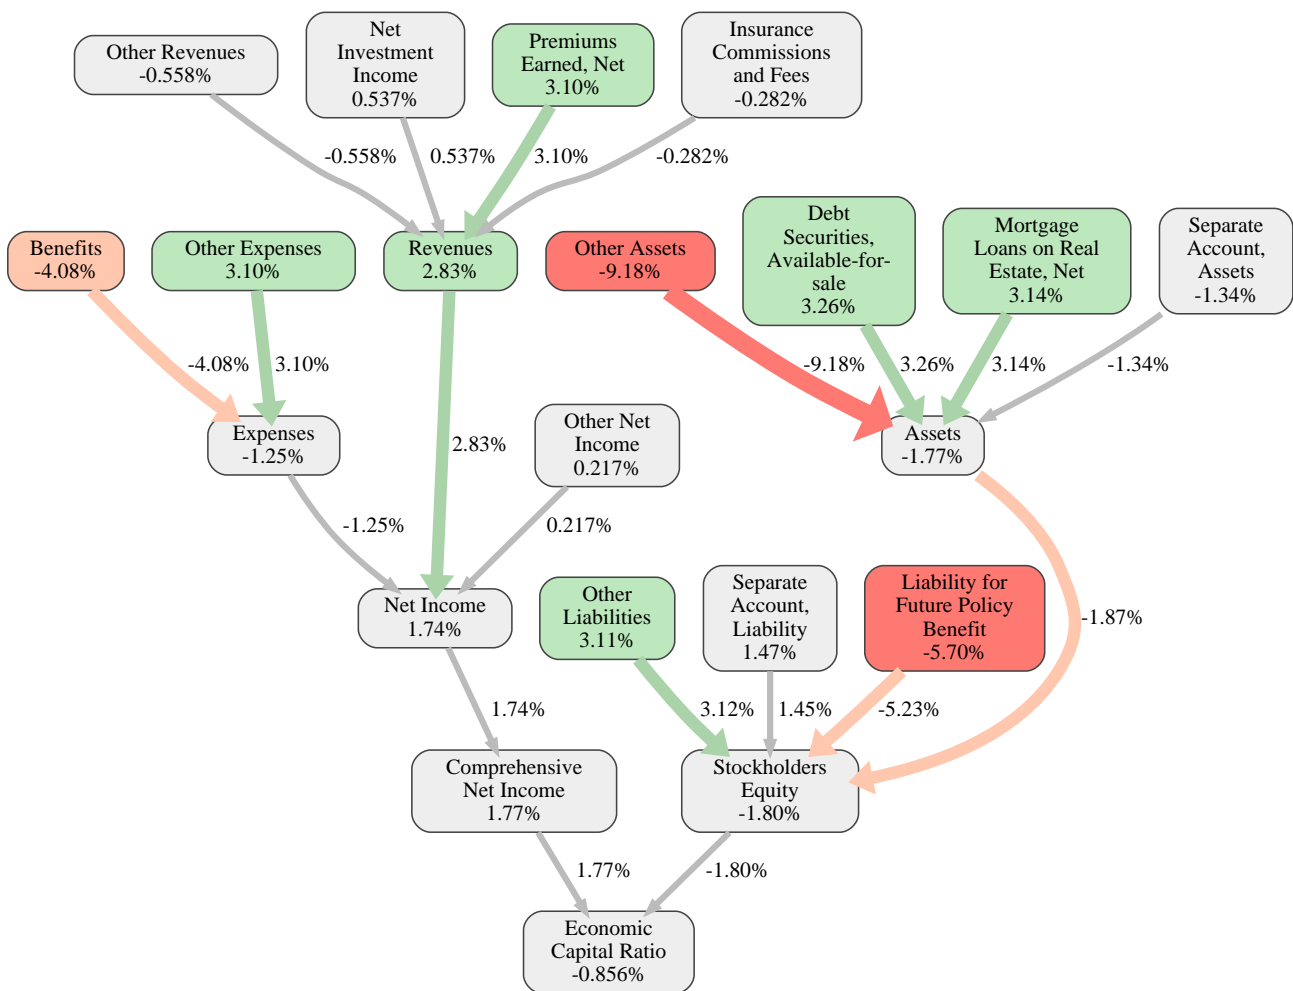 Other Revenues
-0.558%
Net
Investment
Income
0.537%
Premiums
Earned, Net
3.10%
Insurance
Commissions
and Fees
-0.282%
-0.558%
0.537%
3.10%
-0.282%
Benefits
-4.08%
Other Expenses
3.10%
Revenues
2.83%
Other Assets
-9.18%
Debt
Securities,
Available-for-
sale
3.26%
Mortgage
Loans on Real
Estate, Net
3.14%
Separate
Account,
Assets
-1.34%
-4.08%
3.10%
-9.18%
3.26%
3.14%
-1.34%
Expenses
-1.25%
2.83%
Other Net
Income
0.217%
Assets
-1.77%
-1.25%
0.217%
Net Income
1.74%
Other
Liabilities
3.11%
Separate
Account,
Liability
1.47%
Liability for
Future Policy
Benefit
-5.70%
-1.87%
1.74%
3.12%
1.45%
-5.23%
Comprehensive
Net Income
1.77%
Stockholders
Equity
-1.80%
1.77%
-1.80%
Economic
Capital Ratio
-0.856%